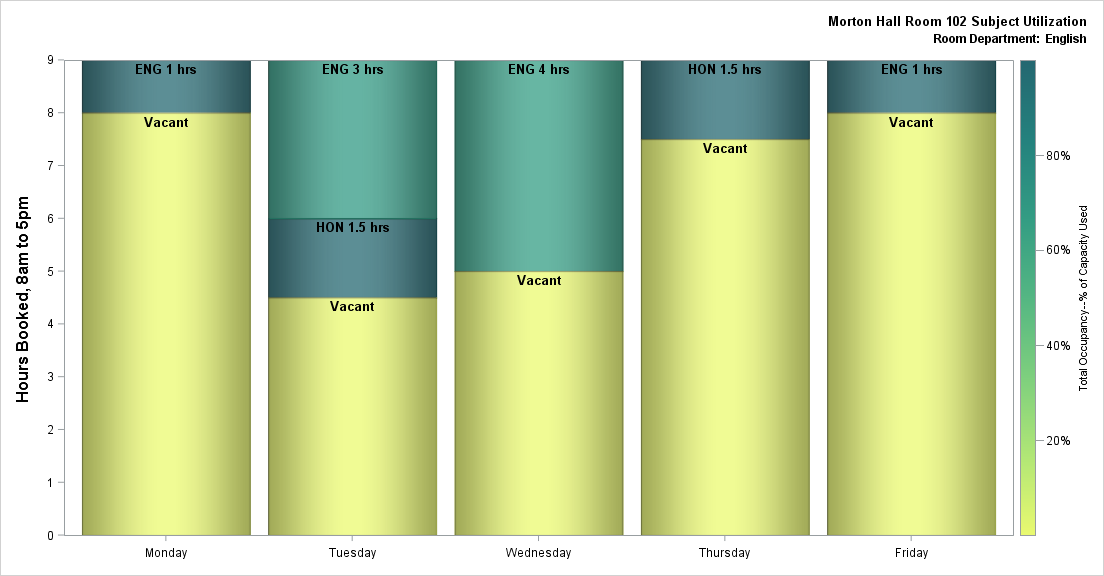 Morton Hall Room 102 Subject Utilization
Room Department: English
Hours Booked, 8am to 5pm
9
8
7
6
5
4
3
2
1
0
ENG 1 hrs
Vacant
ENG 3 hrs
HON 1.5 hrs
Vacant
ENG 4 hrs
Vacant
HON 1.5 hrs
Vacant
ENG 1 hrs
Vacant
Monday
Tuesday
Wednesday
Thursday
Friday
80%
60%
40%
20%
Total Occupancy--% of Capacity Used